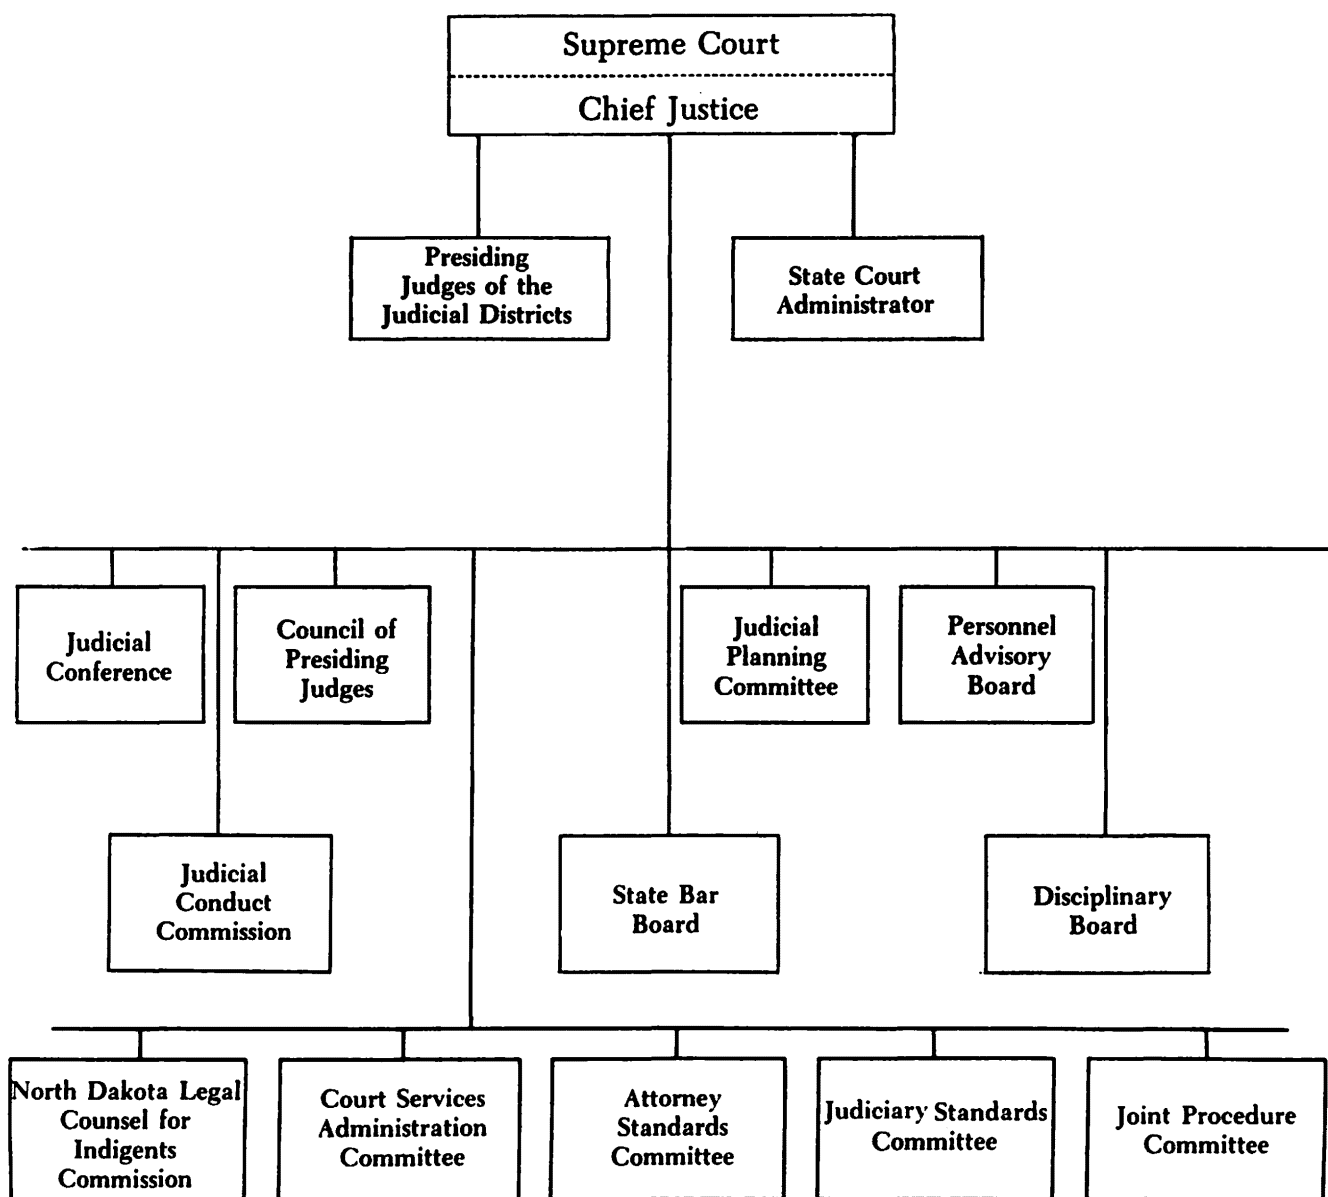 Supreme Court
Chief Justice
Presiding
Judges of the
Judicial Districts
State Court
Administrator
Judicial
Conference
Council of
Presiding
Judges
Judicial
Planning
Committee
Personnel
Advisory
Board
Judicial
Conduct
Commission
State Bar
Board
Disciplinary
Board
North Dakota Legal
Counsel for
Indigents
Commission
Court Services
Administration
Committee
Attorney
Standards
Committee
Judiciary Standards
Committee
Joint Procedure
Committee